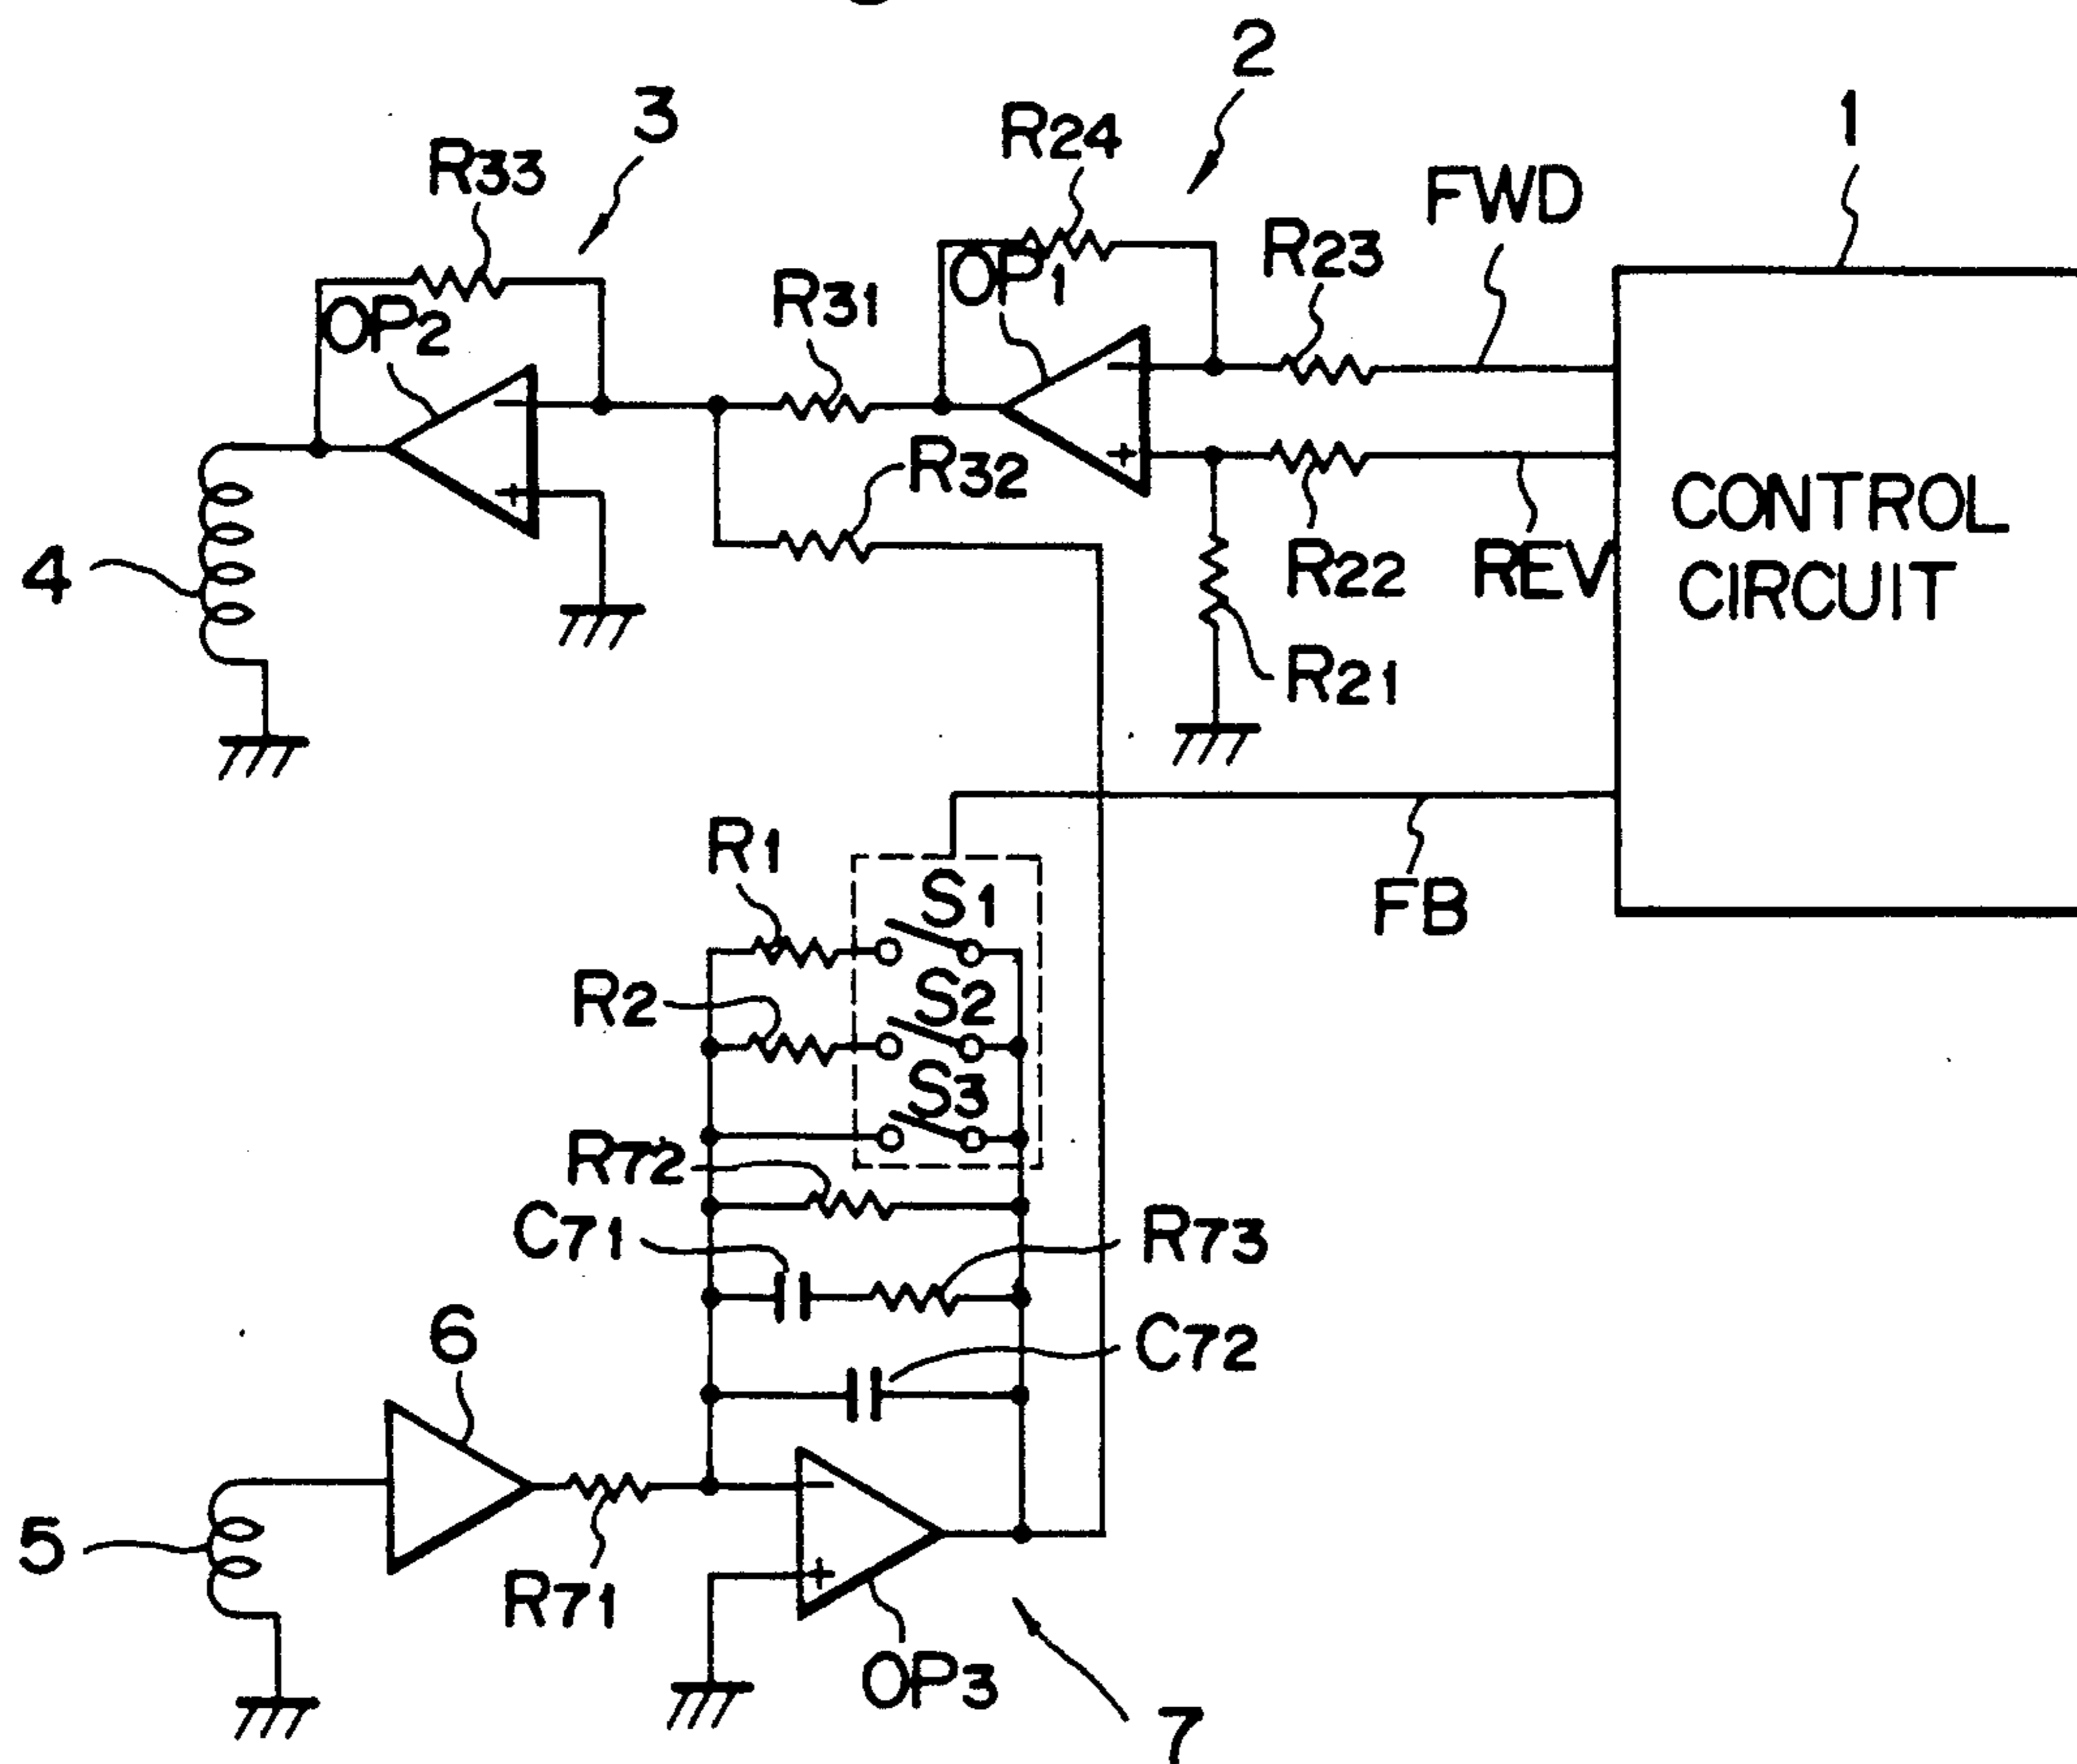 2
3
R24
1
R33
FWD
R23
OP1
R31
OP2
R32
CONTROL
CIRCUIT
4
R22
REV
R21
R1
S1
FB
R2
S2
S3
R72
C71
R73
6
C72
5
R71
OP3
7